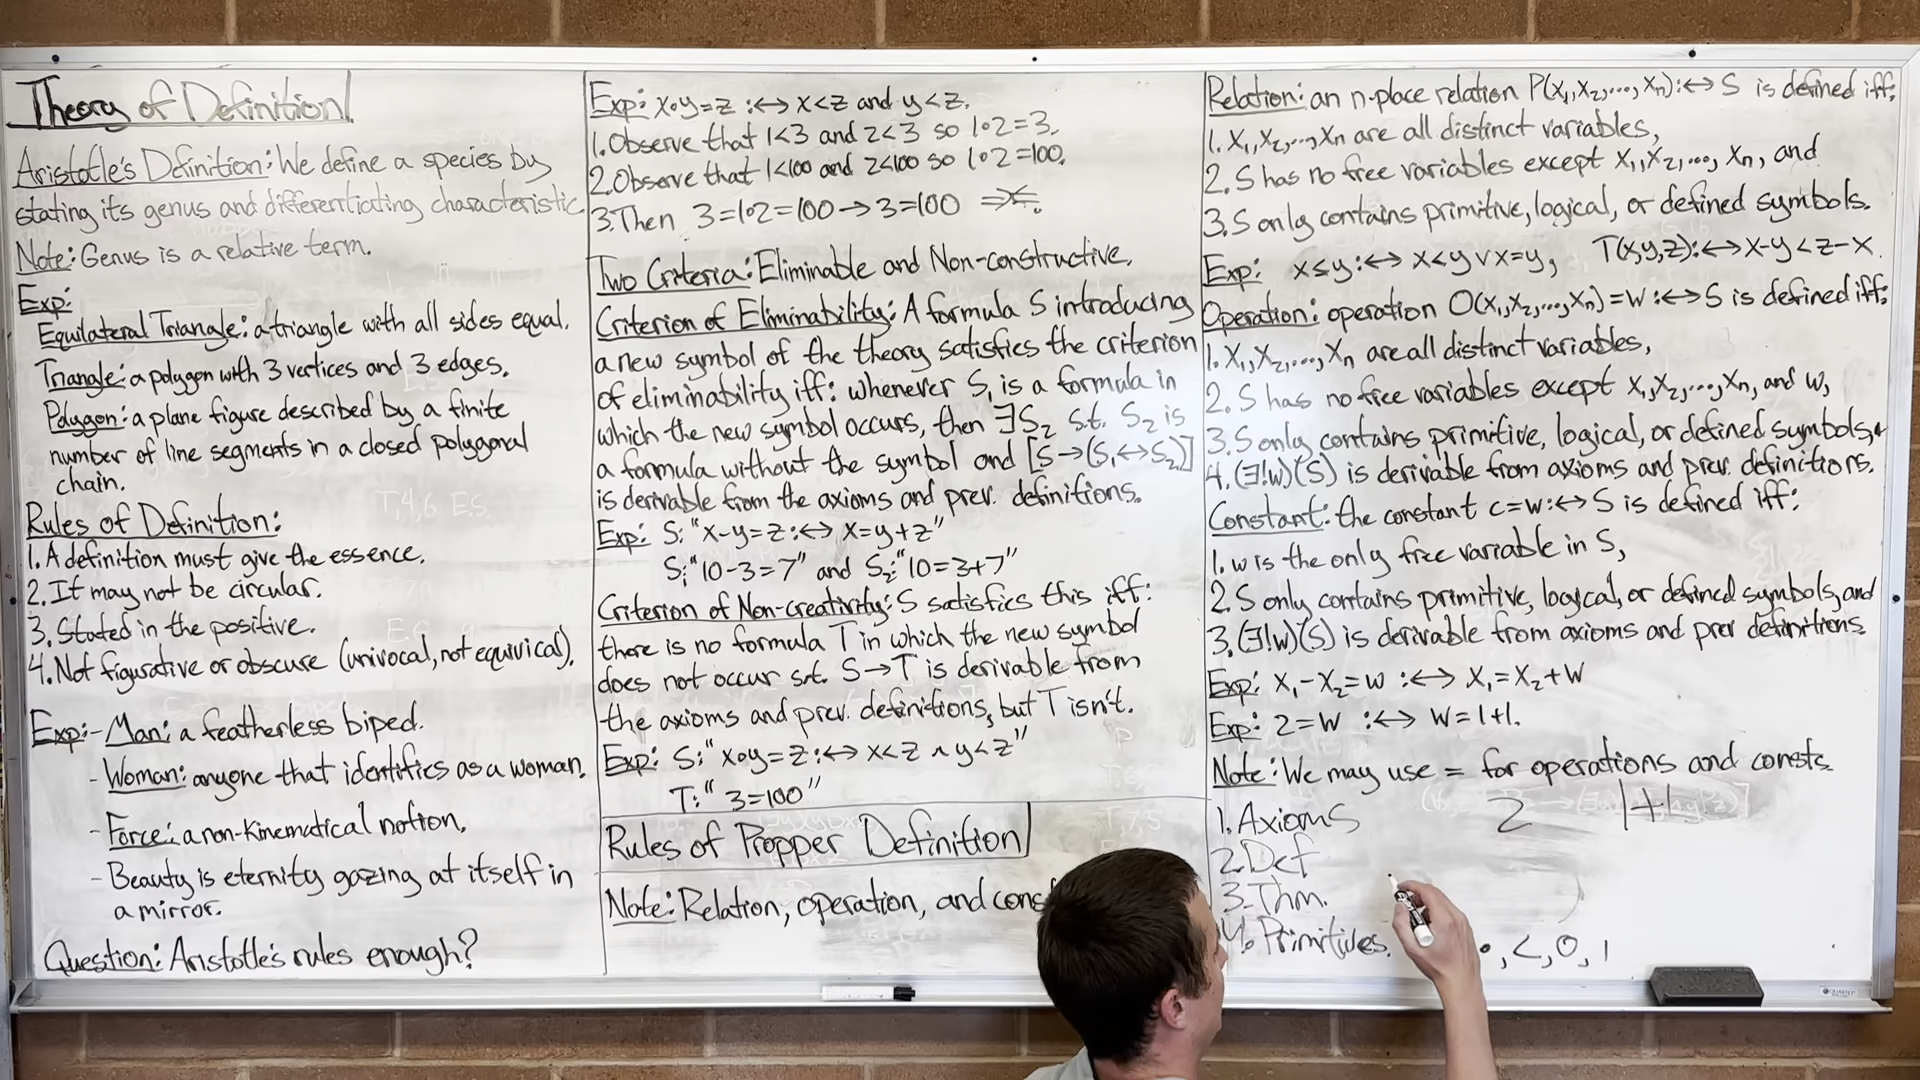 Theory of Definition
Aristotle's Definition: We define a species by
stating its genus and differentiating characteristic.
Note: Genus is a relative term.
Exp:
Equilateral Triangle: a triangle with all sides equal.
Triangle: a polygon with 3 vertices and 3 edges.
Polygon: a plane figure described by a finite
number of line segments in a closed polygonal
chain.
Rules of Definition:
1. A definition must give the essence.
2. It may not be circular.
3. Stated in the positive.
4. Not figurative or obscure (univocal, not equivical).
Exp: - Man: a featherless biped.
- Woman: anyone that identifies as a woman.
- Force: a non-kinematical notion.
- Beauty is eternity gazing at itself in
a mirror.
Question: Aristotle's rules enough?
Exp: x∘y=z :↔ x<z and y<z.
1. Observe that 1<3 and 2<3 so 1∘2=3.
2. Observe that 1<100 and 2<100 so 1∘2=100.
3. Then 3=1∘2=100 → 3=100 ⇒⇐.
Two Criteria: Eliminable and Non-constructive.
Criterion of Eliminability: A formula S introducing
a new symbol of the theory satisfies the criterion
of eliminability iff: whenever S₁ is a formula in
which the new symbol occurs, then ∃S₂ s.t. S₂ is
a formula without the symbol and [S→(S₁↔S₂)]
is derivable from the axioms and prev. definitions.
Exp: S: "x-y=z :↔ x=y+z"
S₁: "10-3=7" and S₂: "10=3+7"
Criterion of Non-creativity: S satisfies this iff:
there is no formula T in which the new symbol
does not occur s.t. S→T is derivable from
the axioms and prev. definitions, but T isn't.
Exp: S: "x∘y=z :↔ x<z ∧ y<z"
T: "3=100"
Rules of Propper Definition
Note: Relation, operation, and cons
Relation: an n-place relation P(x₁,x₂,...,xₙ) :↔ S is defined iff:
1. x₁,x₂,...,xₙ are all distinct variables,
2. S has no free variables except x₁,x₂,...,xₙ, and
3. S only contains primitive, logical, or defined symbols.
Exp: x≤y :↔ x<y ∨ x=y, T(x,y,z) :↔ x-y<z-x.
Operation: operation O(x₁,x₂,...,xₙ)=w :↔ S is defined iff:
1. x₁,x₂,...,xₙ are all distinct variables,
2. S has no free variables except x₁,x₂,...,xₙ, and w,
3. S only contains primitive, logical, or defined symbols, +
4. (∃!w)(S) is derivable from axioms and prev. definitions.
Constant: the constant c=w :↔ S is defined iff:
1. w is the only free variable in S,
2. S only contains primitive, logical, or defined symbols, and
3. (∃!w)(S) is derivable from axioms and prev definitions.
Exp: x₁-x₂=w :↔ x₁=x₂+w
Exp: 2=w :↔ w=1+1.
Note: We may use = for operations and consts.
1. Axioms 2 1+1
2. Def
3. Thm.
4. Primitives. •, <, 0, 1